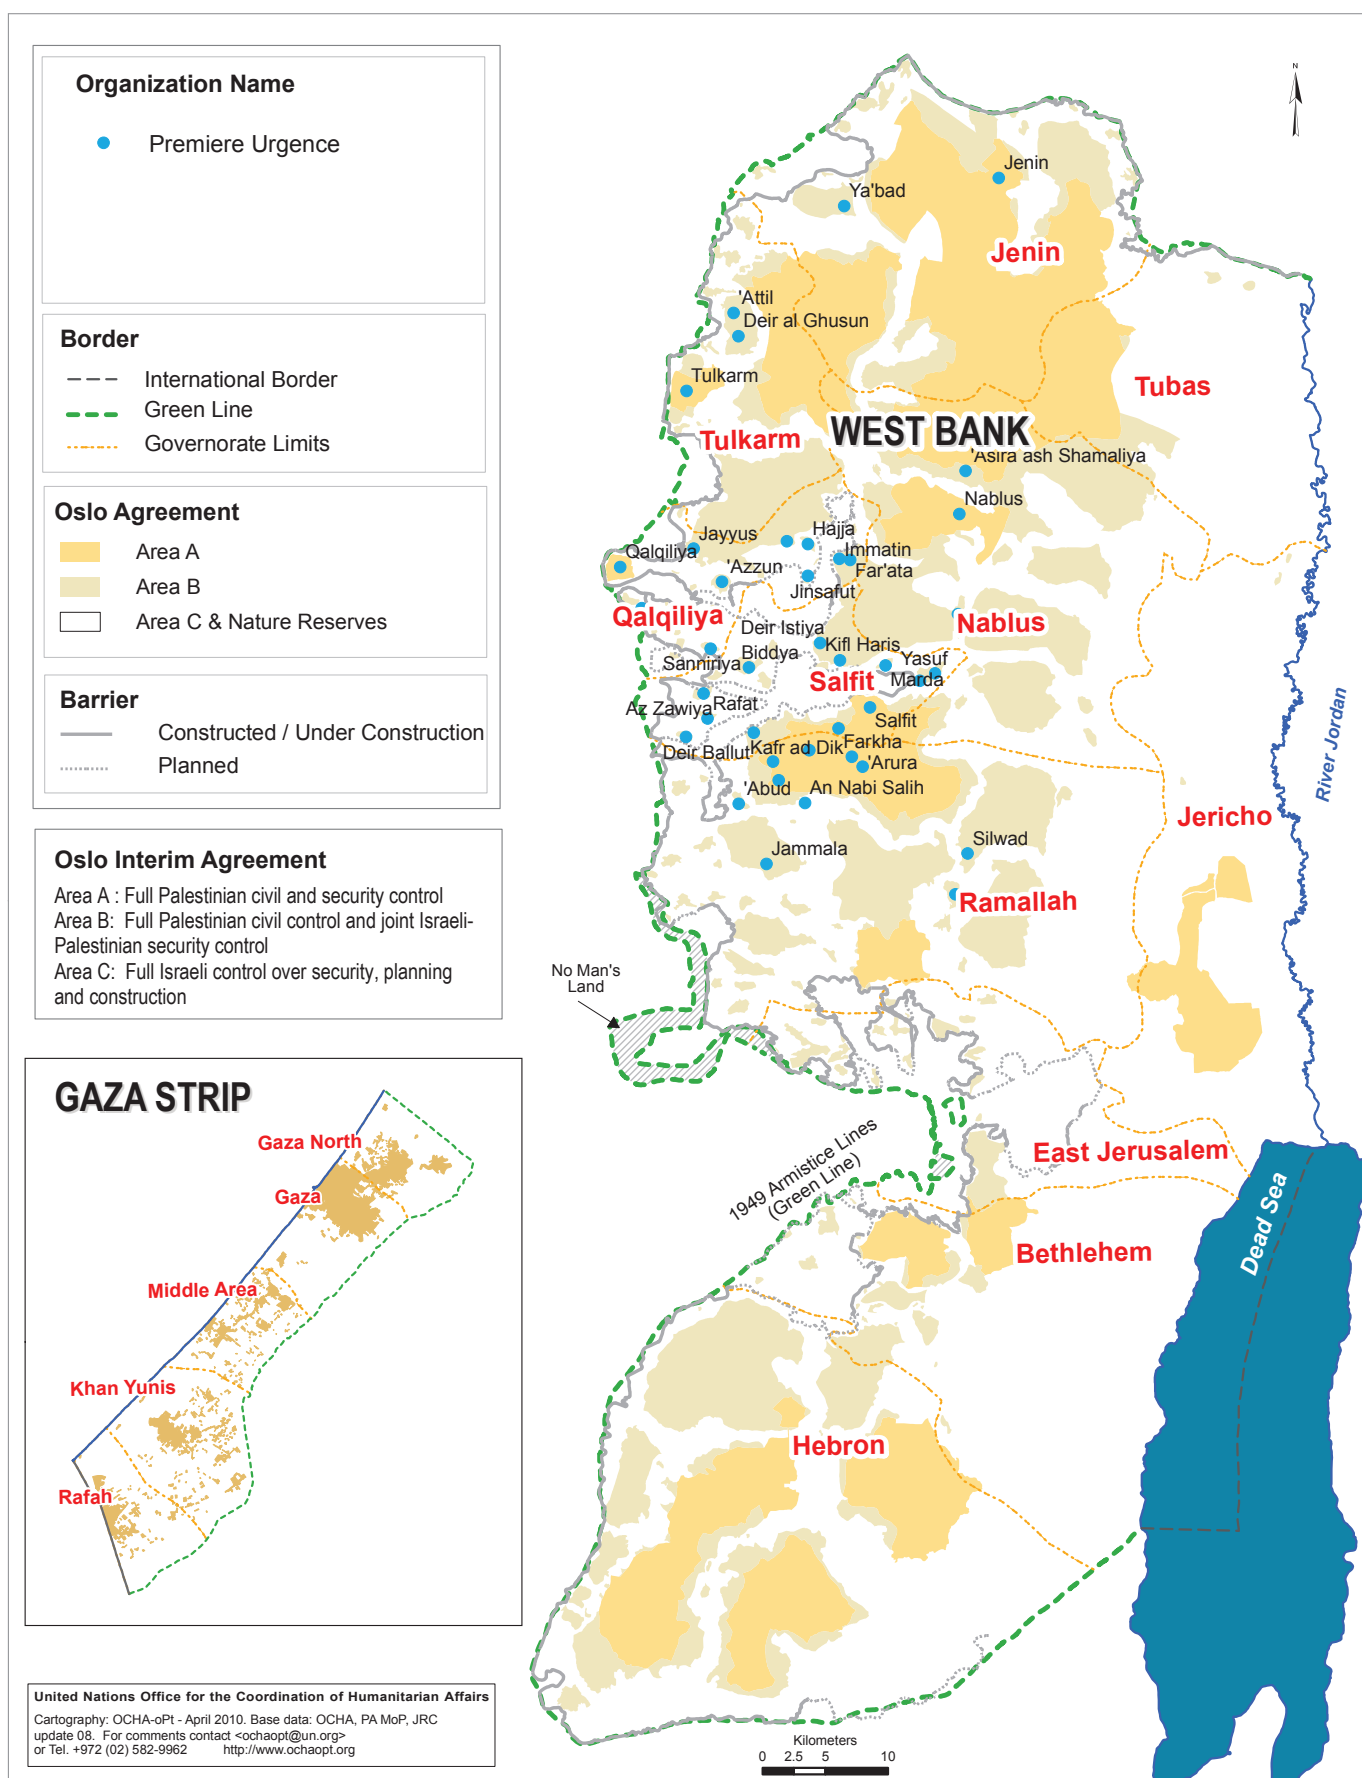 Organization Name
Premiere Urgence
Border
International Border
Green Line
Governorate Limits
Oslo Agreement
Area A
Area B
Area C & Nature Reserves
Barrier
Constructed / Under Construction
Planned
Oslo Interim Agreement
Area A : Full Palestinian civil and security control
Area B: Full Palestinian civil control and joint Israeli-
Palestinian security control
Area C: Full Israeli control over security, planning
and construction
GAZA STRIP
Gaza North
Gaza
Middle Area
Khan Yunis
Rafah
United Nations Office for the Coordination of Humanitarian Affairs
Cartography: OCHA-oPt - April 2010. Base data: OCHA, PA MoP, JRC
update 08. For comments contact <ochaopt@un.org>
or Tel. +972 (02) 582-9962 http://www.ochaopt.org
N
Jenin
Ya'bad
Jenin
'Attil
Deir al Ghusun
Tulkarm
Tubas
WEST BANK
Tulkarm
'Asira ash Shamaliya
Nablus
Jayyus
Hajja
Qalqiliya
Immatin
'Azzun
Far'ata
Jinsafut
Qalqiliya
Nablus
Deir Istiya
Kifl Haris
Biddya
Yasuf
Sanniriya
Salfit
Marda
Az Zawiya
Rafat
Salfit
Deir Ballut
Kafr ad Dik
Farkha
'Arura
'Abud
An Nabi Salih
River Jordan
Jericho
Jammala
Silwad
Ramallah
No Man's
Land
1949 Armistice Lines
(Green Line)
East Jerusalem
Dead Sea
Bethlehem
Hebron
Kilometers
0 2.5 5 10